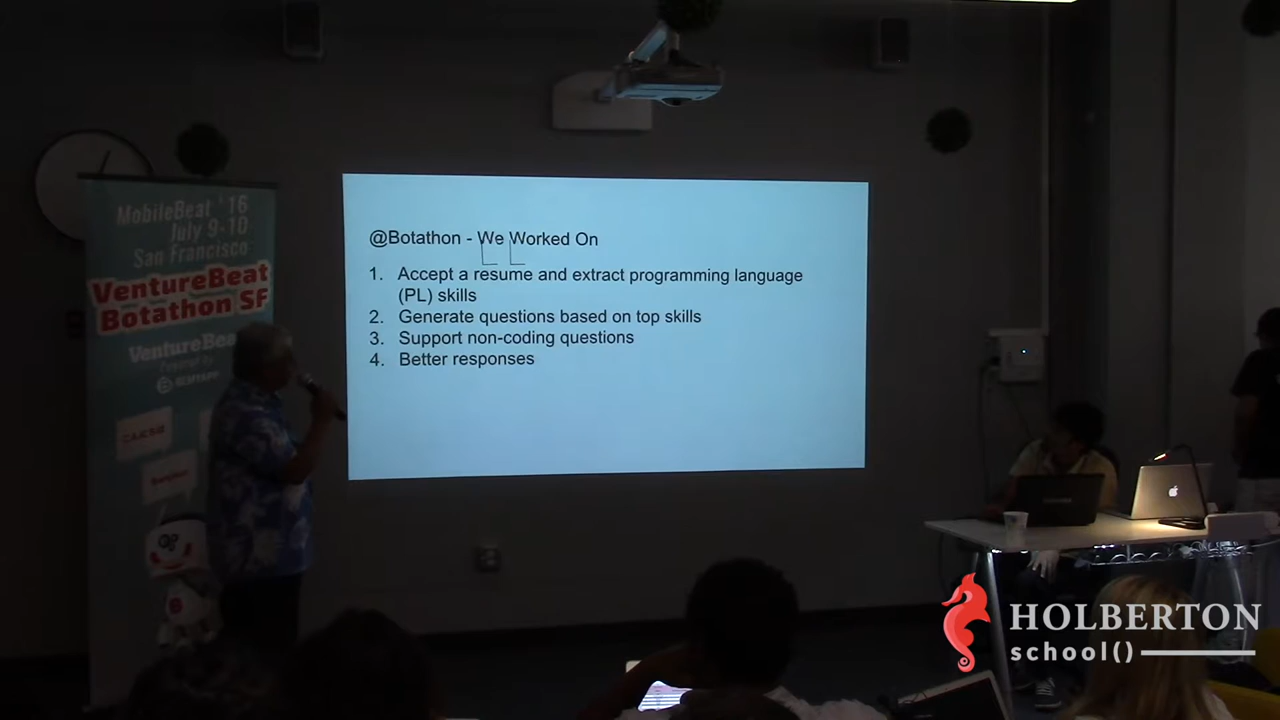 MobileBeat '16
July 9-10
San Francisco
VentureBeat
Botathon SF
VentureBea
@Botathon - We Worked On
1. Accept a resume and extract programming language
(PL) skills
2. Generate questions based on top skills
3. Support non-coding questions
4. Better responses
HOLBERTON
school()